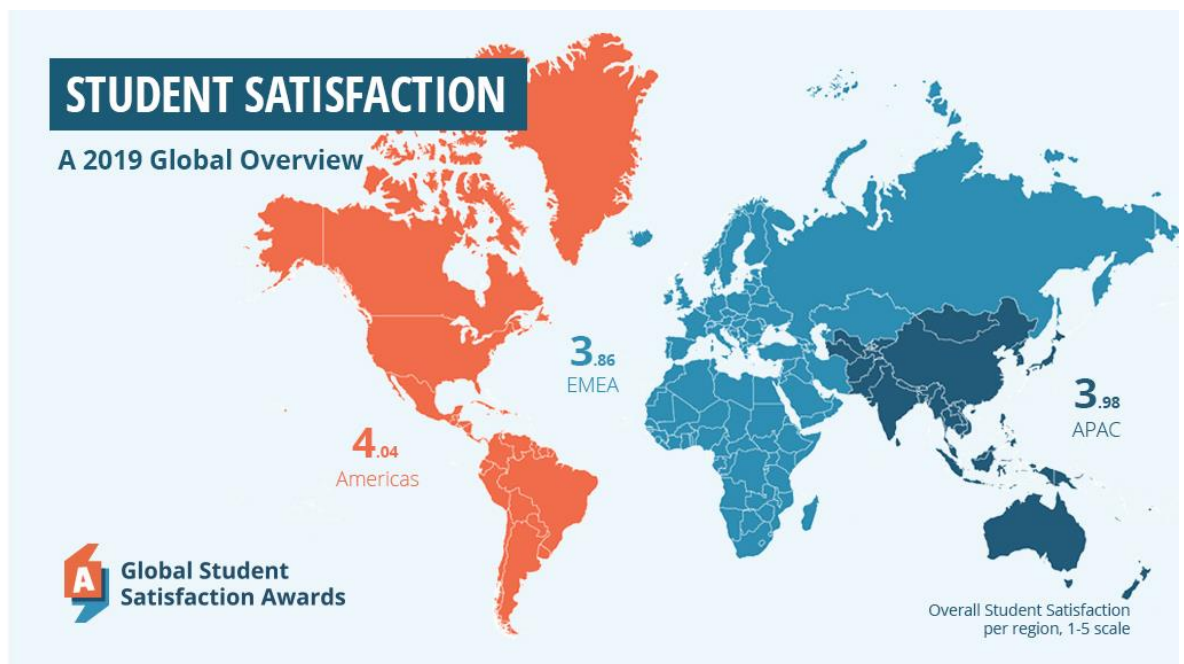 STUDENT SATISFACTION
A 2019 Global Overview
3.86
EMEA
3.98
APAC
4.04
Americas
A
Global Student
Satisfaction Awards
Overall Student Satisfaction
per region, 1-5 scale